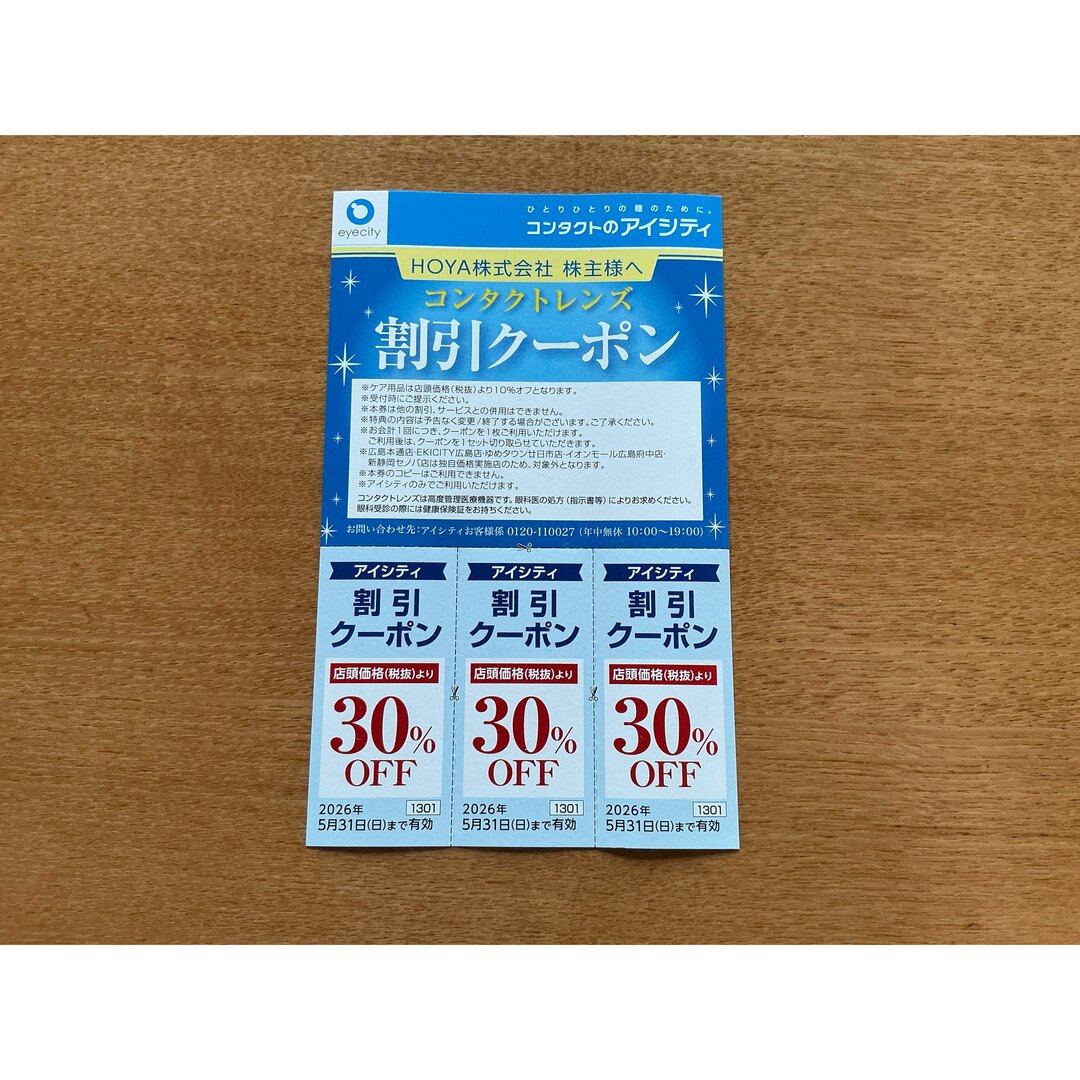 eyecity
ひとりひとりの瞳のために。
コンタクトのアイシティ
HOYA株式会社 株主様へ
コンタクトレンズ
割引クーポン
※ケア用品は店頭価格(税抜)より10%オフとなります。
※受付時にご提示ください。
※本券は他の割引、サービスとの併用はできません。
※特典の内容は予告なく変更/終了する場合がございます。ご了承ください。
※お会計1回につき、クーポンを1枚ご利用いただけます。
ご利用後は、クーポンを1セット切り取らせていただきます。
※広島本通店・EKICITY広島店・ゆめタウン廿日市店・イオンモール広島府中店・
新静岡セノバ店は独自価格実施店のため、対象外となります。
※本券のコピーはご利用できません。
※アイシティのみでご利用いただけます。
コンタクトレンズは高度管理医療機器です。眼科医の処方(指示書等)によりお求めください。
眼科受診の際には健康保険証をお持ちください。
お問い合わせ先:アイシティお客様係 0120-110027 (年中無休 10:00〜19:00)
アイシティ
割引
クーポン
店頭価格(税抜)より
30%
OFF
2026年 1301
5月31日(日)まで有効
アイシティ
割引
クーポン
店頭価格(税抜)より
30%
OFF
2026年 1301
5月31日(日)まで有効
アイシティ
割引
クーポン
店頭価格(税抜)より
30%
OFF
2026年 1301
5月31日(日)まで有効